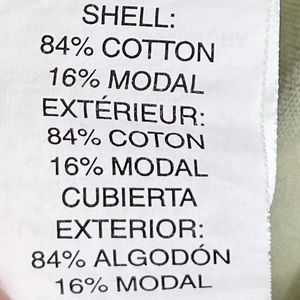 SHELL:
84% COTTON
16% MODAL
EXTÉRIEUR:
84% COTON
16% MODAL
CUBIERTA
EXTERIOR:
84% ALGODÓN
16% MODAL